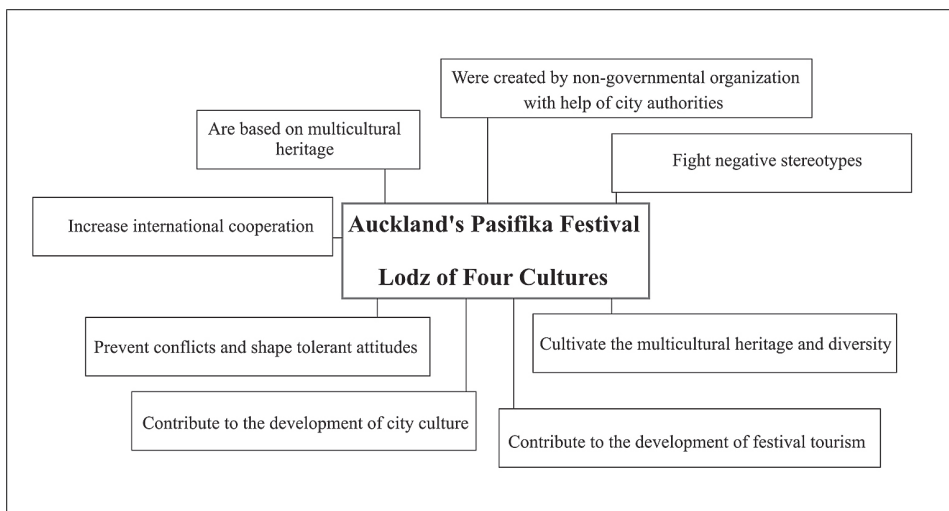 Were created by non-governmental organization
with help of city authorities
Are based on multicultural
heritage
Fight negative stereotypes
Increase international cooperation
Auckland's Pasifika Festival
Lodz of Four Cultures
Prevent conflicts and shape tolerant attitudes
Cultivate the multicultural heritage and diversity
Contribute to the development of city culture
Contribute to the development of festival tourism